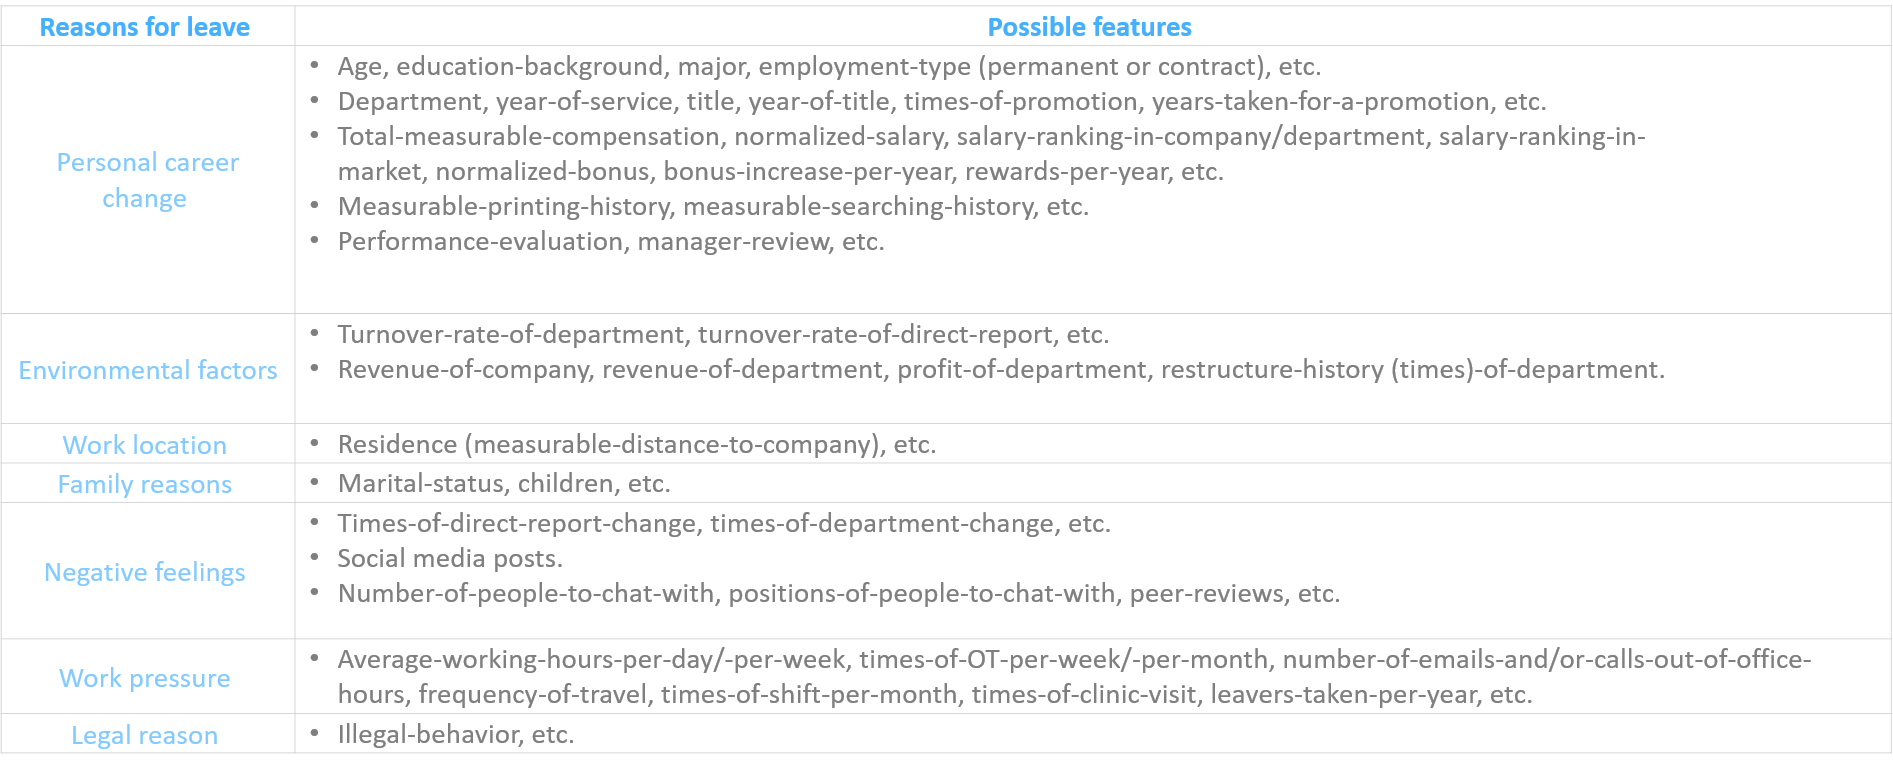 Reasons for leave
Possible features
Personal career
change
• Age, education-background, major, employment-type (permanent or contract), etc.
• Department, year-of-service, title, year-of-title, times-of-promotion, years-taken-for-a-promotion, etc.
• Total-measurable-compensation, normalized-salary, salary-ranking-in-company/department, salary-ranking-in-
market, normalized-bonus, bonus-increase-per-year, rewards-per-year, etc.
• Measurable-printing-history, measurable-searching-history, etc.
• Performance-evaluation, manager-review, etc.
Environmental factors
• Turnover-rate-of-department, turnover-rate-of-direct-report, etc.
• Revenue-of-company, revenue-of-department, profit-of-department, restructure-history (times)-of-department.
Work location
• Residence (measurable-distance-to-company), etc.
Family reasons
• Marital-status, children, etc.
Negative feelings
• Times-of-direct-report-change, times-of-department-change, etc.
• Social media posts.
• Number-of-people-to-chat-with, positions-of-people-to-chat-with, peer-reviews, etc.
Work pressure
• Average-working-hours-per-day/-per-week, times-of-OT-per-week/-per-month, number-of-emails-and/or-calls-out-of-office-
hours, frequency-of-travel, times-of-shift-per-month, times-of-clinic-visit, leavers-taken-per-year, etc.
Legal reason
• Illegal-behavior, etc.